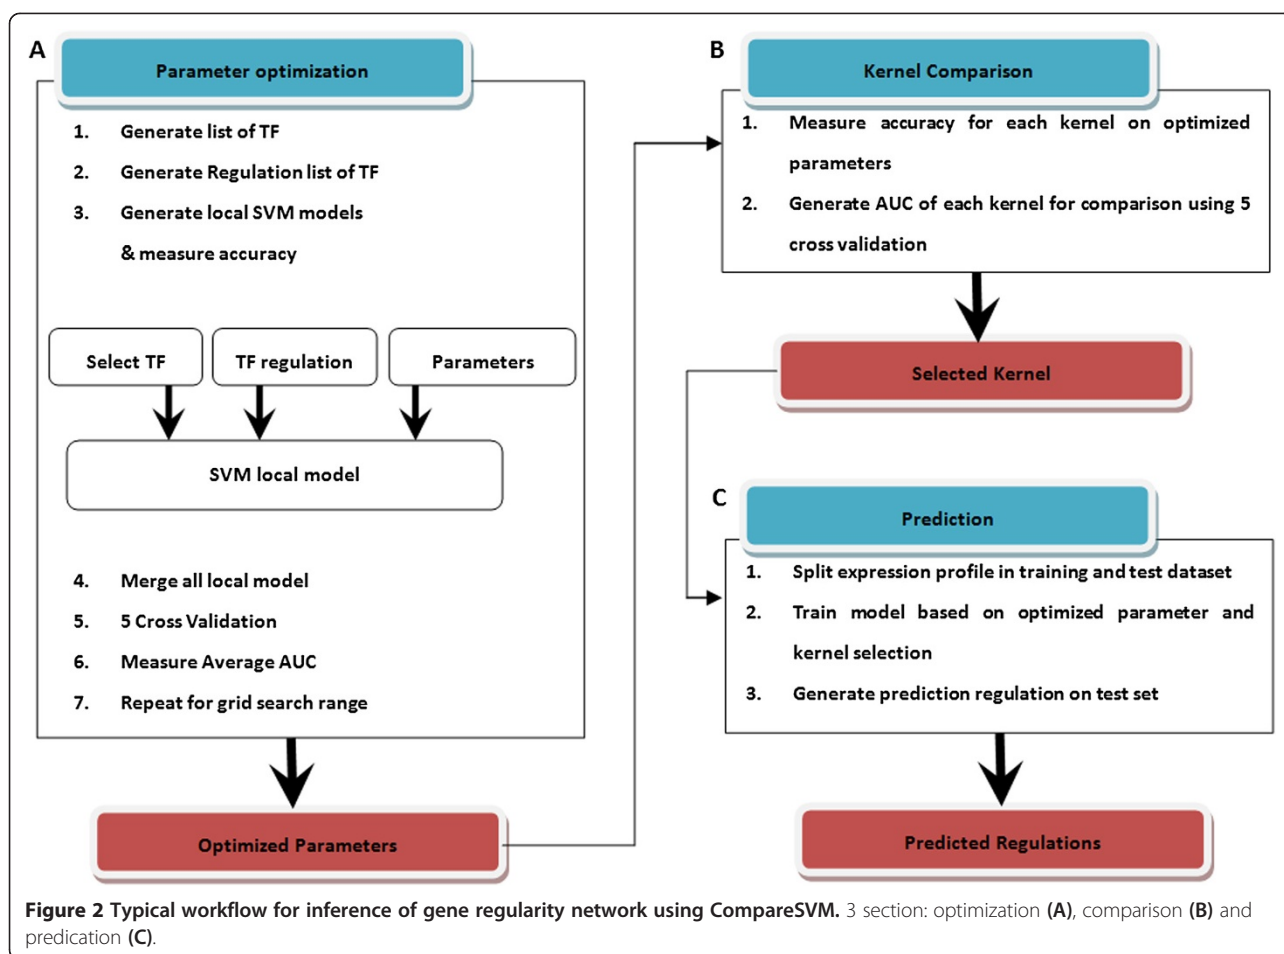 A
Parameter optimization
1. Generate list of TF
2. Generate Regulation list of TF
3. Generate local SVM models
& measure accuracy
Select TF
TF regulation
Parameters
SVM local model
4. Merge all local model
5. 5 Cross Validation
6. Measure Average AUC
7. Repeat for grid search range
Optimized Parameters
B
Kernel Comparison
1. Measure accuracy for each kernel on optimized
parameters
2. Generate AUC of each kernel for comparison using 5
cross validation
Selected Kernel
C
Prediction
1. Split expression profile in training and test dataset
2. Train model based on optimized parameter and
kernel selection
3. Generate prediction regulation on test set
Predicted Regulations
Figure 2 Typical workflow for inference of gene regularity network using CompareSVM. 3 section: optimization (A), comparison (B) and
predication (C).